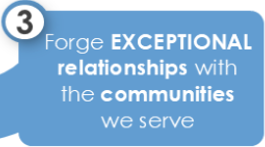 3
Forge EXCEPTIONAL
relationships with
the communities
we serve